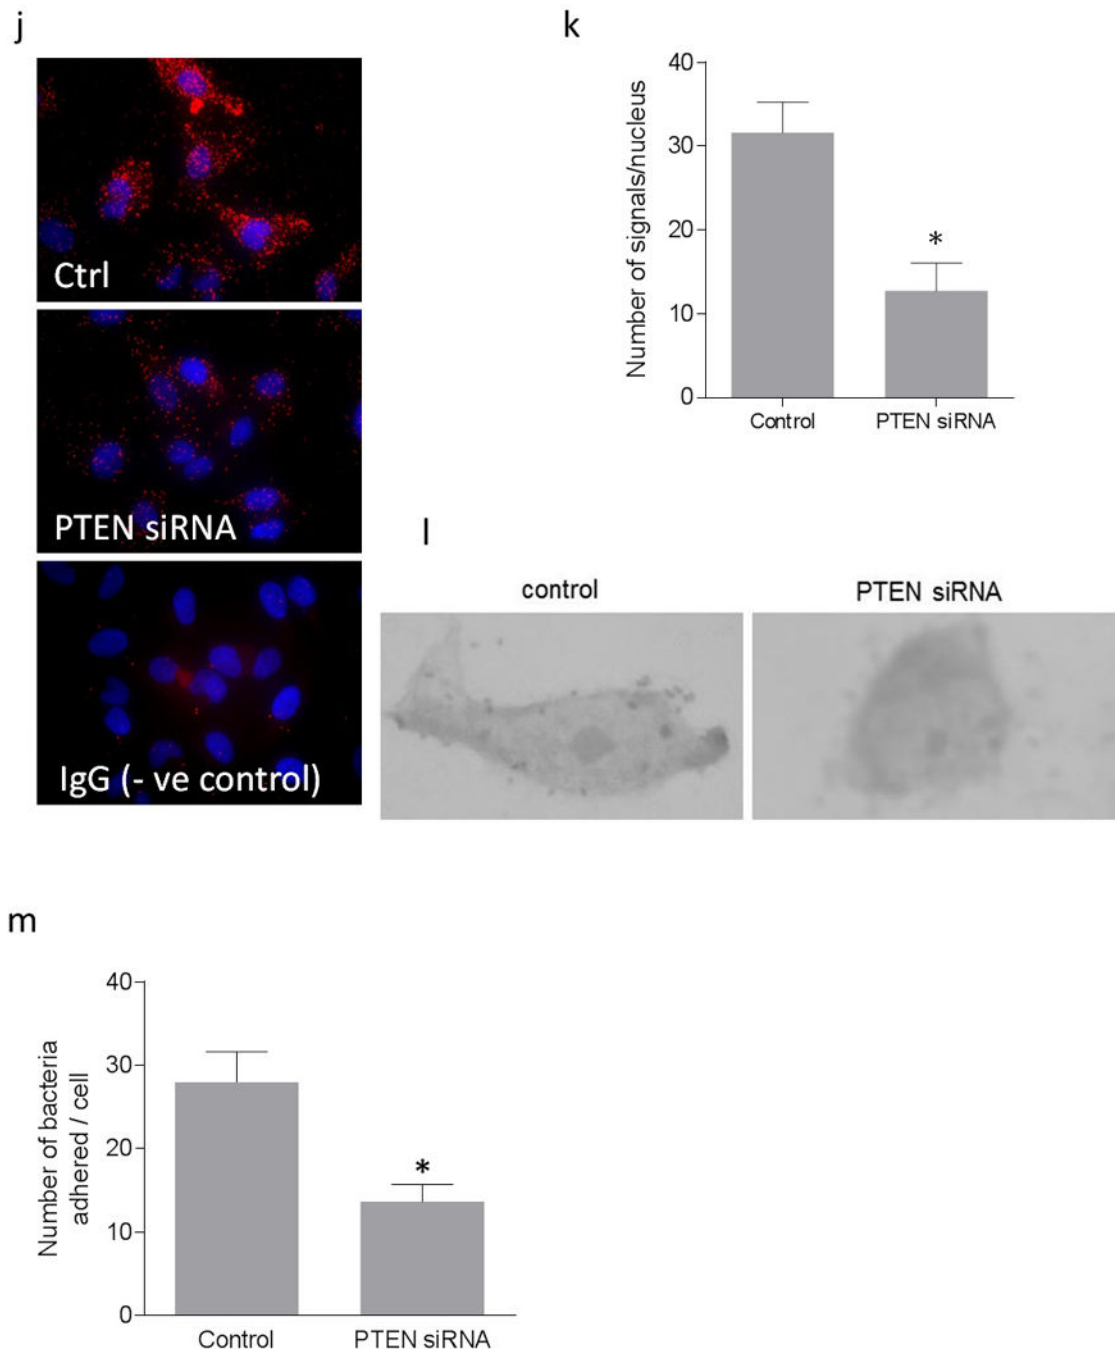 j
Ctrl
PTEN siRNA
IgG (- ve control)
k
Number of signals/nucleus
40
30
20
10
0
*
Control
PTEN siRNA
l
control
PTEN siRNA
m
Number of bacteria
adhered / cell
40
30
20
10
0
*
Control
PTEN siRNA